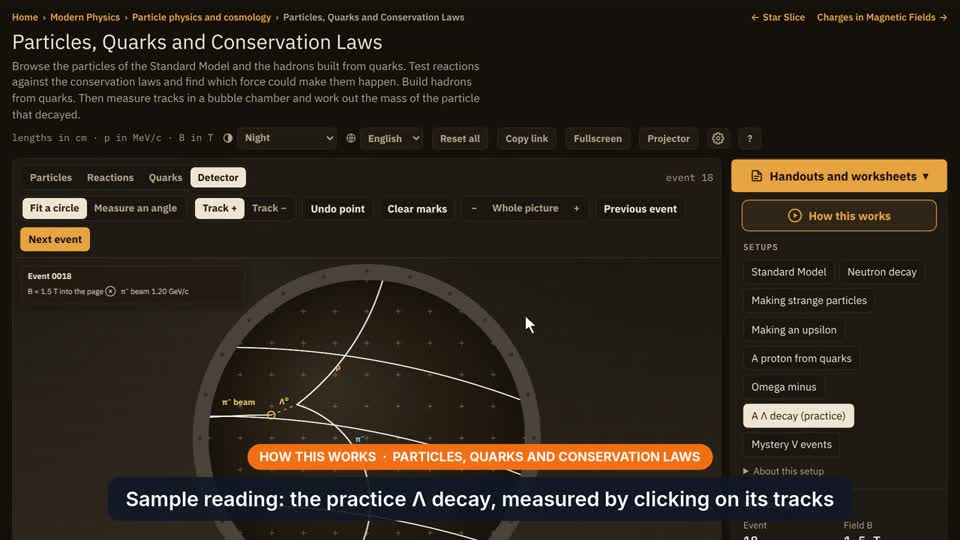 Home › Modern Physics › Particle physics and cosmology › Particles, Quarks and Conservation Laws
← Star Slice Charges in Magnetic Fields →
Particles, Quarks and Conservation Laws
Browse the particles of the Standard Model and the hadrons built from quarks. Test reactions
against the conservation laws and find which force could make them happen. Build hadrons
from quarks. Then measure tracks in a bubble chamber and work out the mass of the particle
that decayed.
lengths in cm · p in MeV/c · B in T Night English Reset all Copy link Fullscreen Projector ?
Particles Reactions Quarks Detector event 18
Fit a circle Measure an angle Track + Track − Undo point Clear marks − Whole picture + Previous event
Next event
Event 0018
B = 1.5 T into the page π⁻ beam 1.20 GeV/c
p
π⁻ beam Λ⁰
π⁻
Handouts and worksheets ▾
How this works
SETUPS
Standard Model Neutron decay
Making strange particles
Making an upsilon
A proton from quarks
Omega minus
A Λ decay (practice)
Mystery V events
▸ About this setup
Event Field B
18 1.5 T
HOW THIS WORKS · PARTICLES, QUARKS AND CONSERVATION LAWS
Sample reading: the practice Λ decay, measured by clicking on its tracks